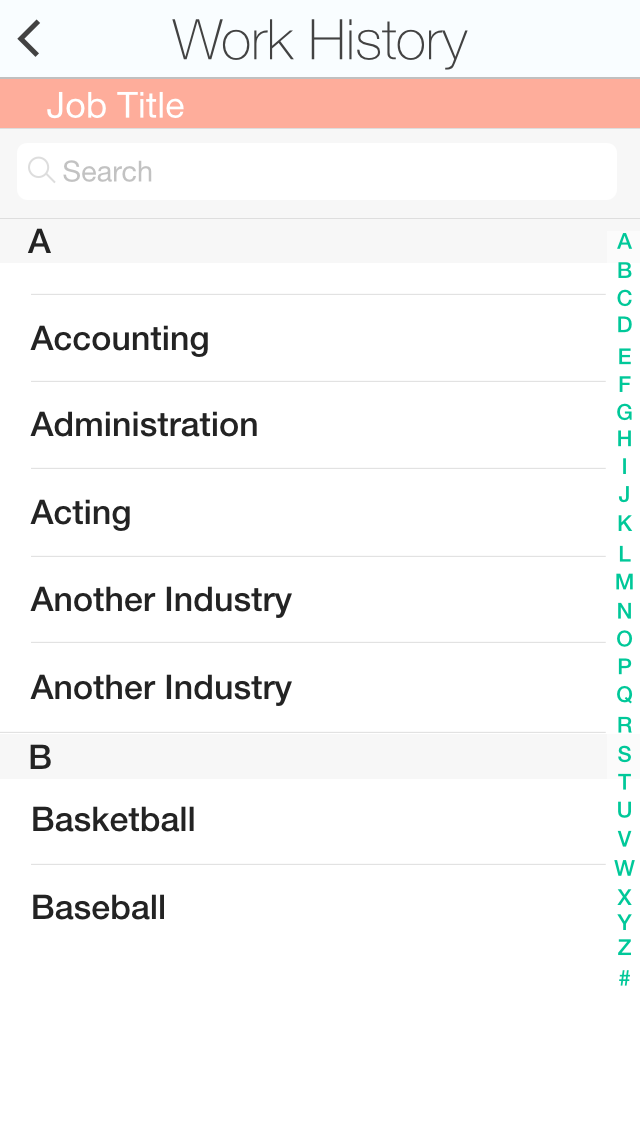 Work History
Job Title
Search
A
Accounting
Administration
Acting
Another Industry
Another Industry
B
Basketball
Baseball
A
B
C
D
E
F
G
H
I
J
K
L
M
N
O
P
Q
R
S
T
U
V
W
X
Y
Z
#